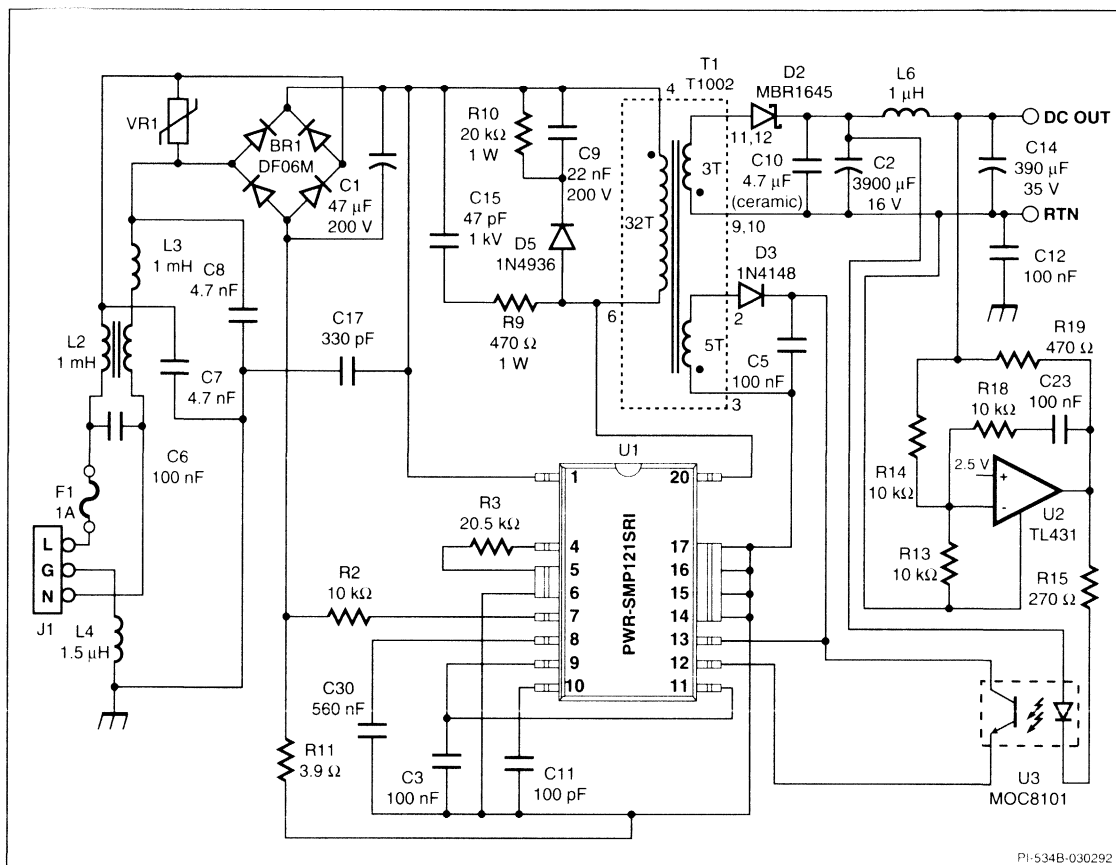 T1
T1002
D2
MBR1645
L6
1 µH
4
VR1
BR1
DF06M
C1
47 µF
200 V
R10
20 kΩ
1 W
C9
22 nF
200 V
C15
47 pF
1 kV
D5
1N4936
R9
470 Ω
1 W
32T
3T
11,12
C10
4.7 µF
(ceramic)
9,10
C2
3900 µF
16 V
DC OUT
C14
390 µF
35 V
RTN
C12
100 nF
D3
1N4148
6
2
5T
3
C5
100 nF
L3
1 mH
C8
4.7 nF
L2
1 mH
C7
4.7 nF
C17
330 pF
C6
100 nF
F1
1A
L
G
N
J1
L4
1.5 µH
R19
470 Ω
R18
10 kΩ
C23
100 nF
R14
10 kΩ
2.5 V
+
-
U2
TL431
R13
10 kΩ
R15
270 Ω
U1
PWR-SMP121SRI
1
20
4
17
5
16
6
15
7
14
8
13
9
12
10
11
R3
20.5 kΩ
R2
10 kΩ
C30
560 nF
R11
3.9 Ω
C3
100 nF
C11
100 pF
U3
MOC8101
PI-534B-030292